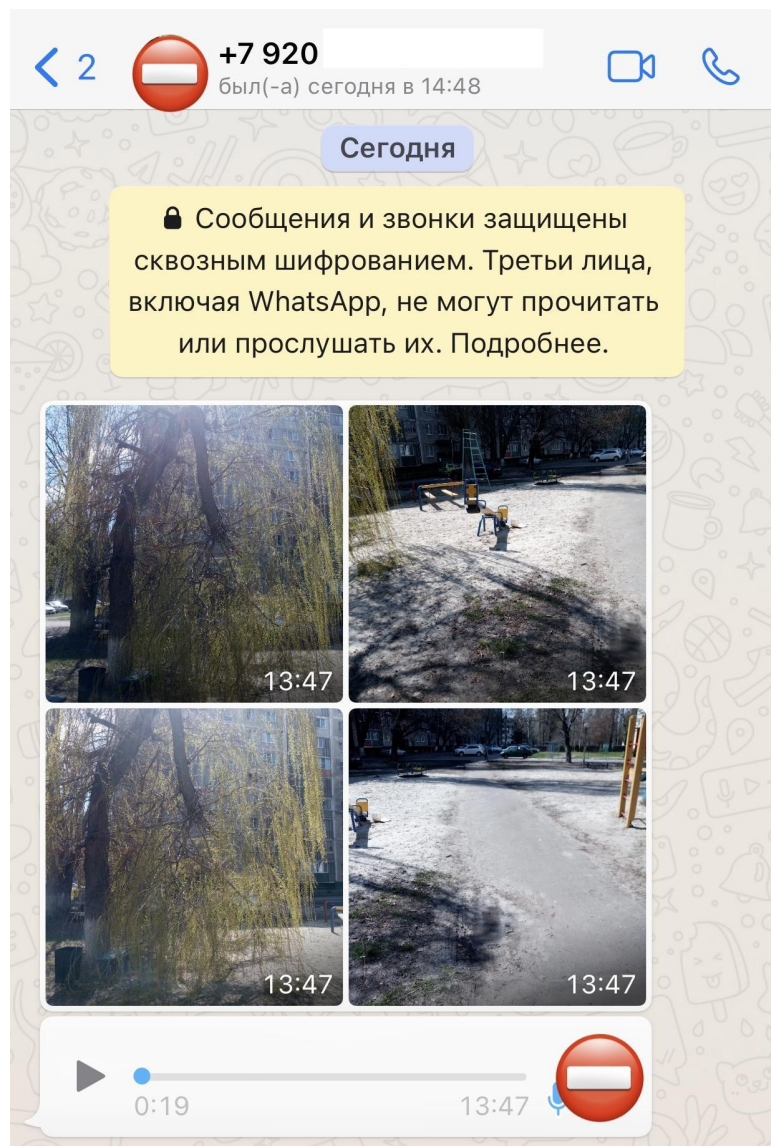 2
+7 920
был(-а) сегодня в 14:48
Сегодня
Сообщения и звонки защищены
сквозным шифрованием. Третьи лица,
включая WhatsApp, не могут прочитать
или прослушать их. Подробнее.
13:47
13:47
13:47
13:47
0:19
13:47